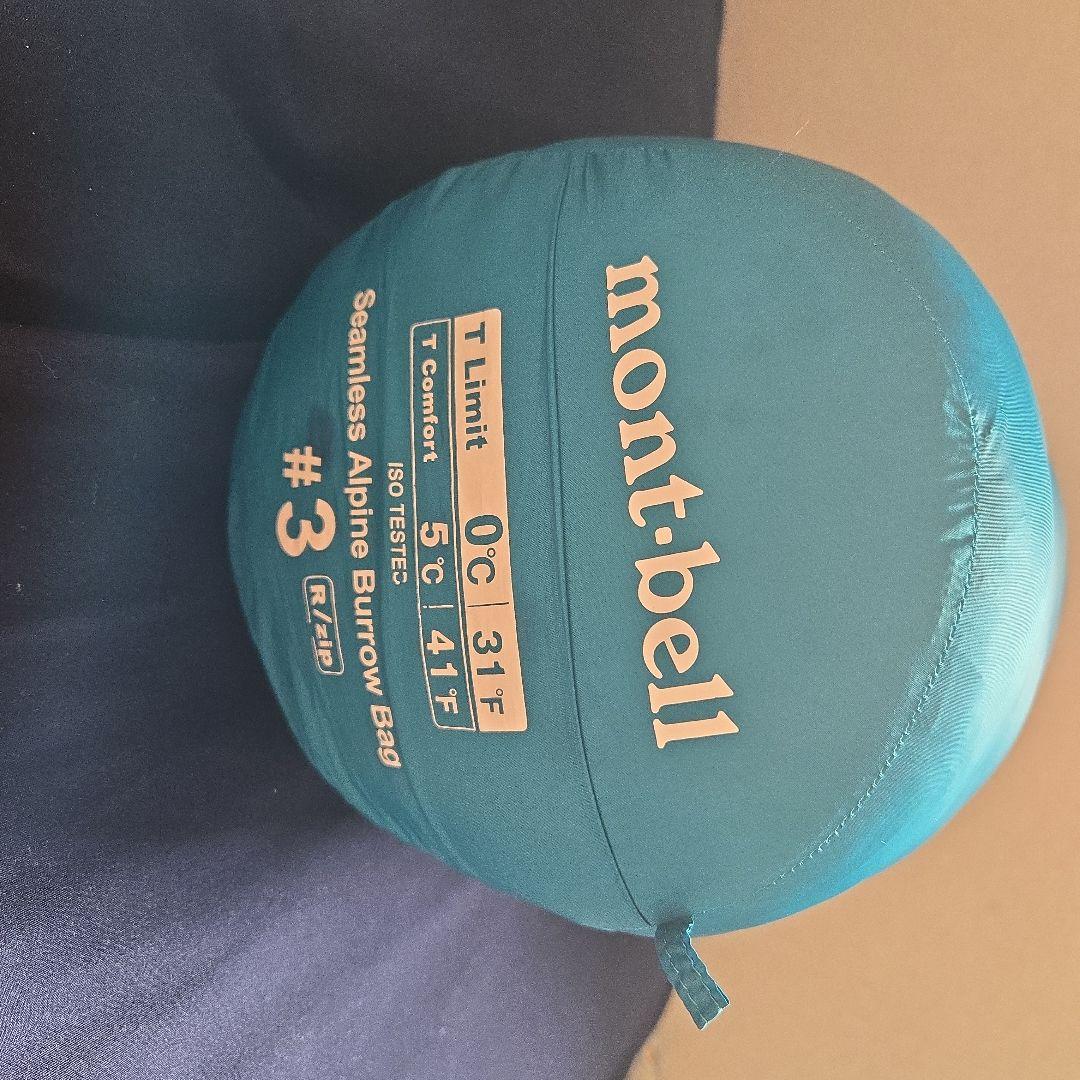 mont·bell
T Limit 0℃ | 31°F
T Comfort 5℃ | 41°F
ISO TESTED
Seamless Alpine Burrow Bag
#3 R/zip